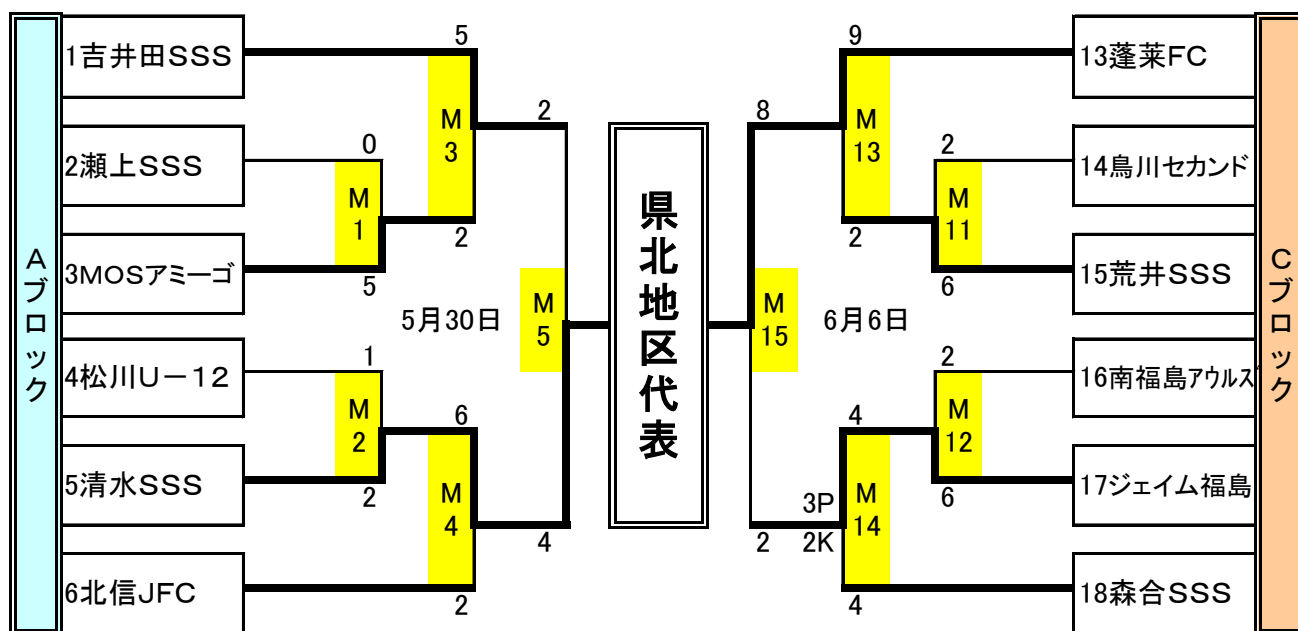 Aブロック
1吉井田SSS
2瀬上SSS
3MOSアミーゴ
4松川U－12
5清水SSS
6北信JFC
5
M
3
2
0
M
1
5
2
5月30日
M
5
1
M
2
2
6
M
4
2
4
県北地区代表
8
9
M
13
2
2
M
11
6
M
15
6月6日
2
M
12
6
4
M
14
4
3P
2K
2
13蓬莱FC
14鳥川セカンド
15荒井SSS
16南福島アウルズ
17ジェイム福島
18森合SSS
Cブロック